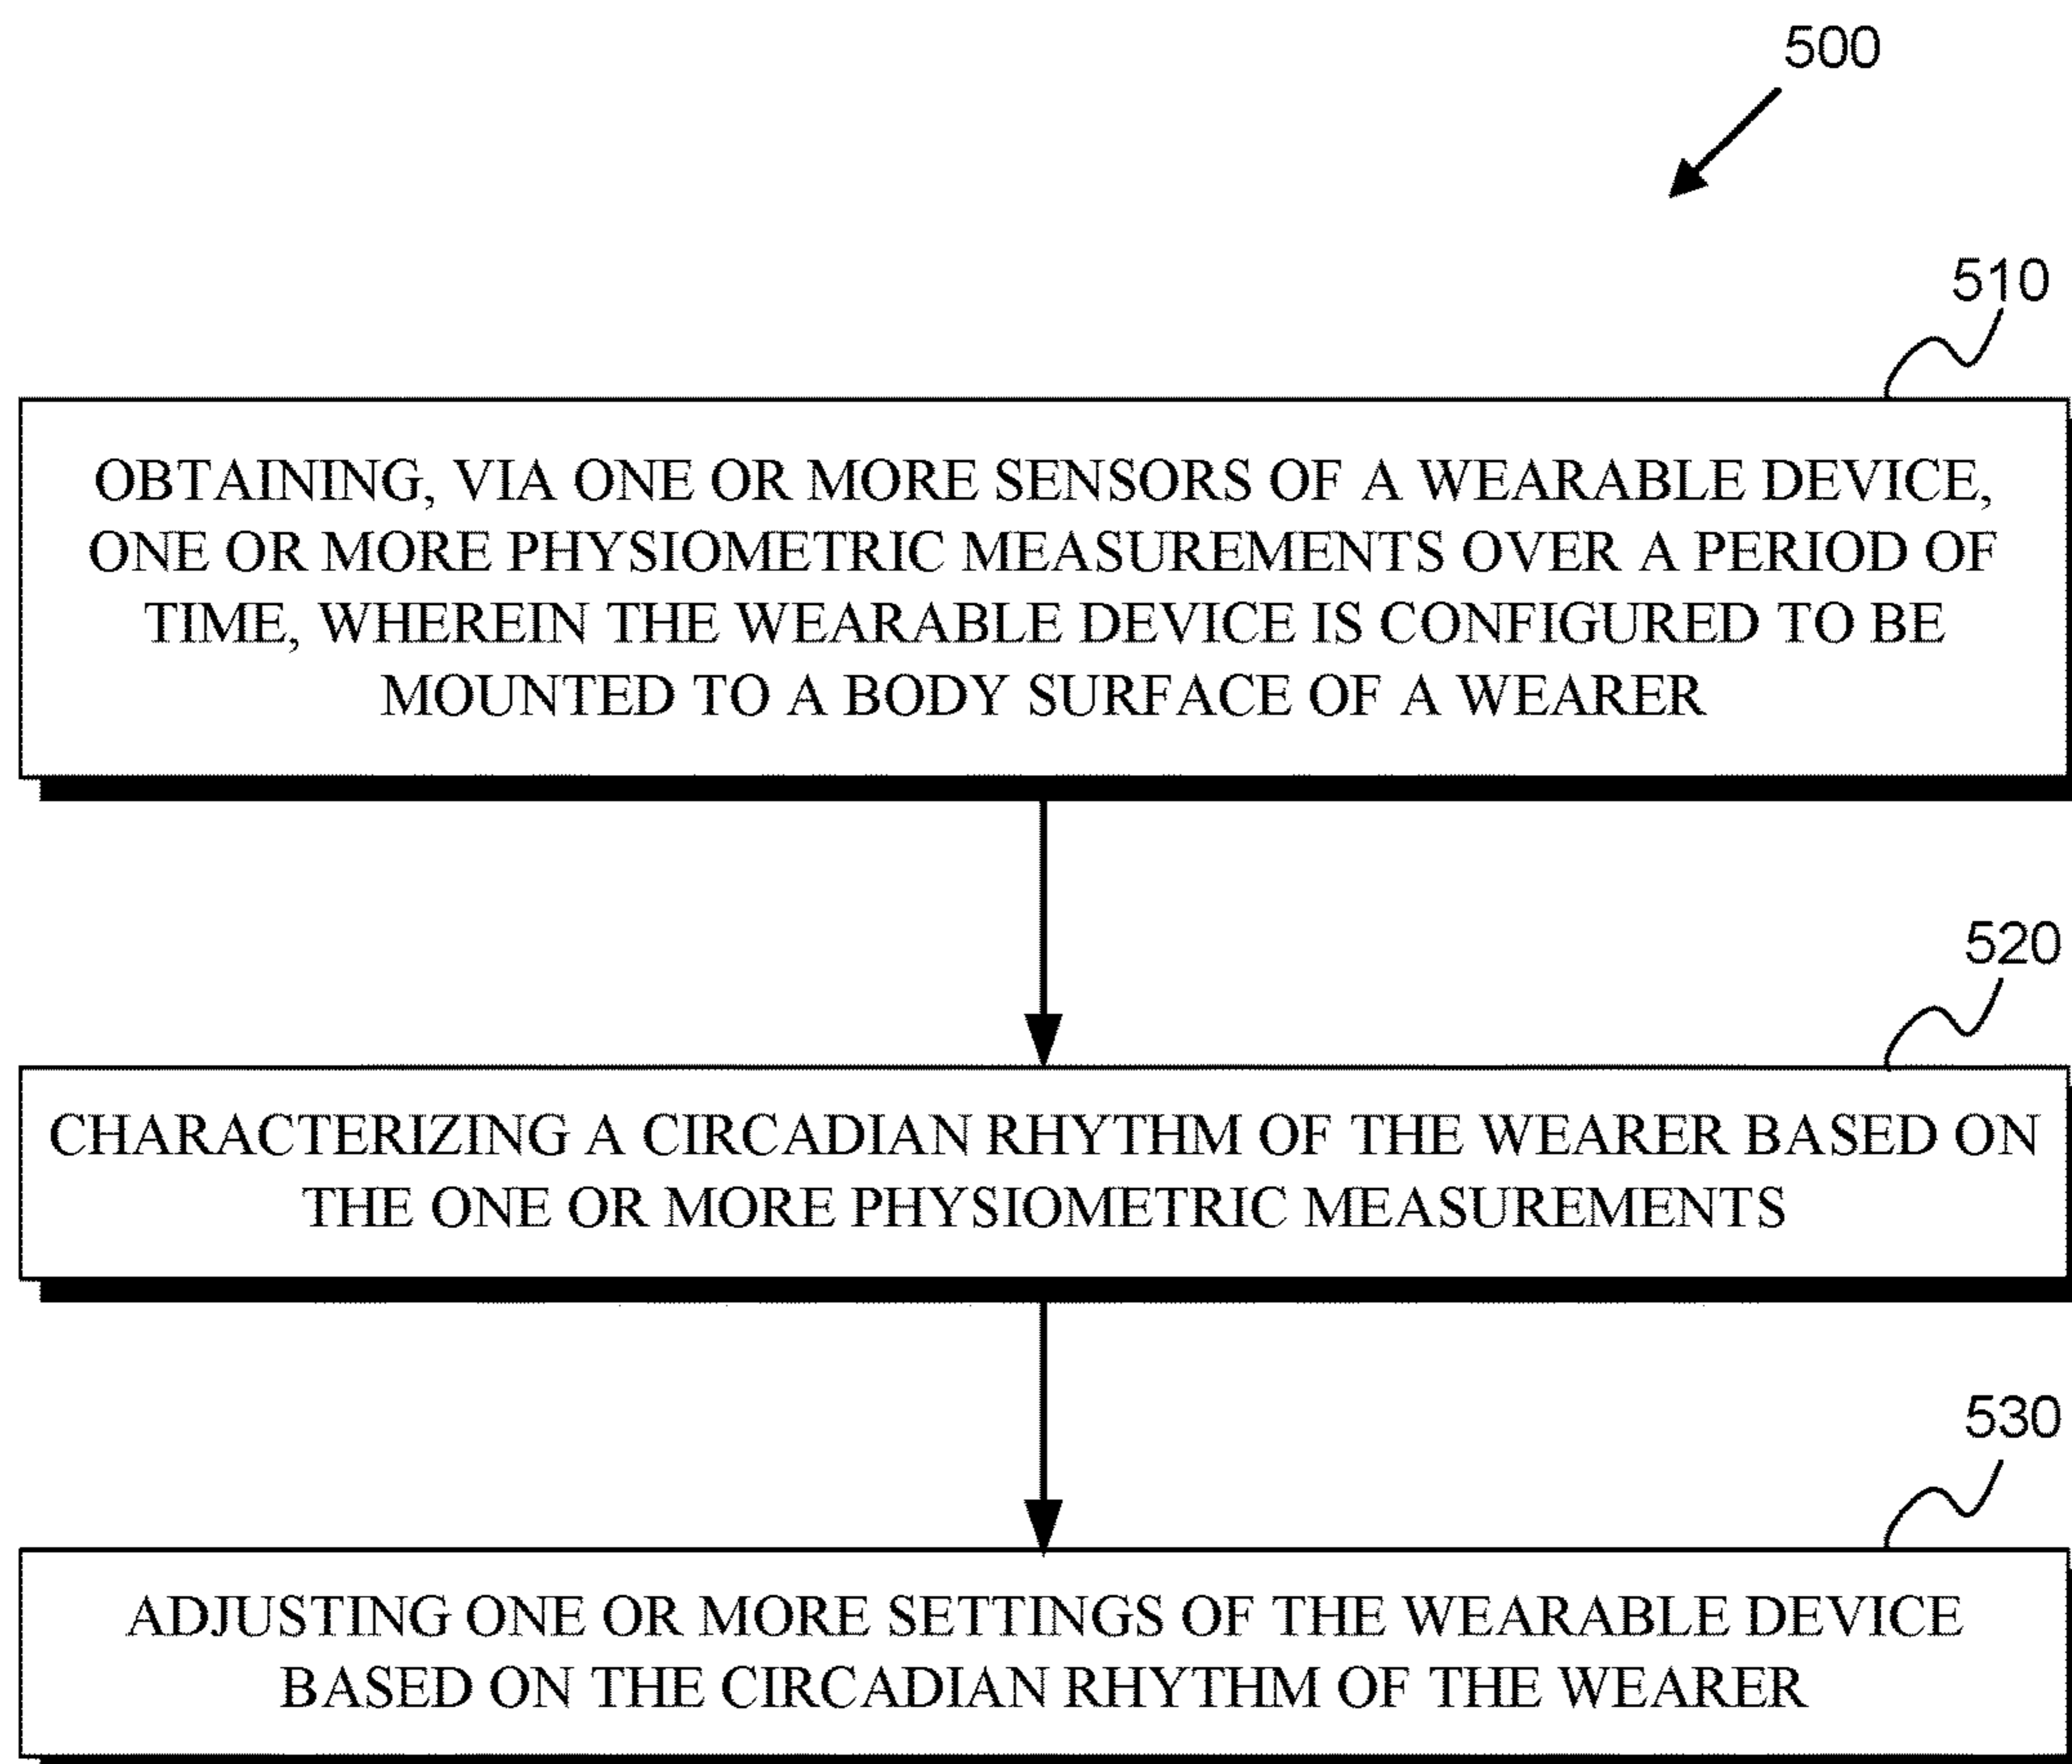 500
510
OBTAINING, VIA ONE OR MORE SENSORS OF A WEARABLE DEVICE,
ONE OR MORE PHYSIOMETRIC MEASUREMENTS OVER A PERIOD OF
TIME, WHEREIN THE WEARABLE DEVICE IS CONFIGURED TO BE
MOUNTED TO A BODY SURFACE OF A WEARER
520
CHARACTERIZING A CIRCADIAN RHYTHM OF THE WEARER BASED ON
THE ONE OR MORE PHYSIOMETRIC MEASUREMENTS
530
ADJUSTING ONE OR MORE SETTINGS OF THE WEARABLE DEVICE
BASED ON THE CIRCADIAN RHYTHM OF THE WEARER